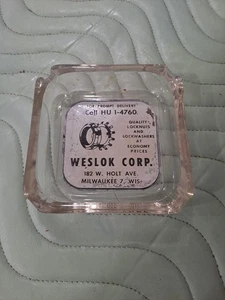 FOR PROMPT DELIVERY
Call HU 1-4760
QUALITY
LOCKNUTS
AND
LOCKWASHERS
AT
ECONOMY
PRICES
WESLOK CORP.
182 W. HOLT AVE.
MILWAUKEE 7, WIS.